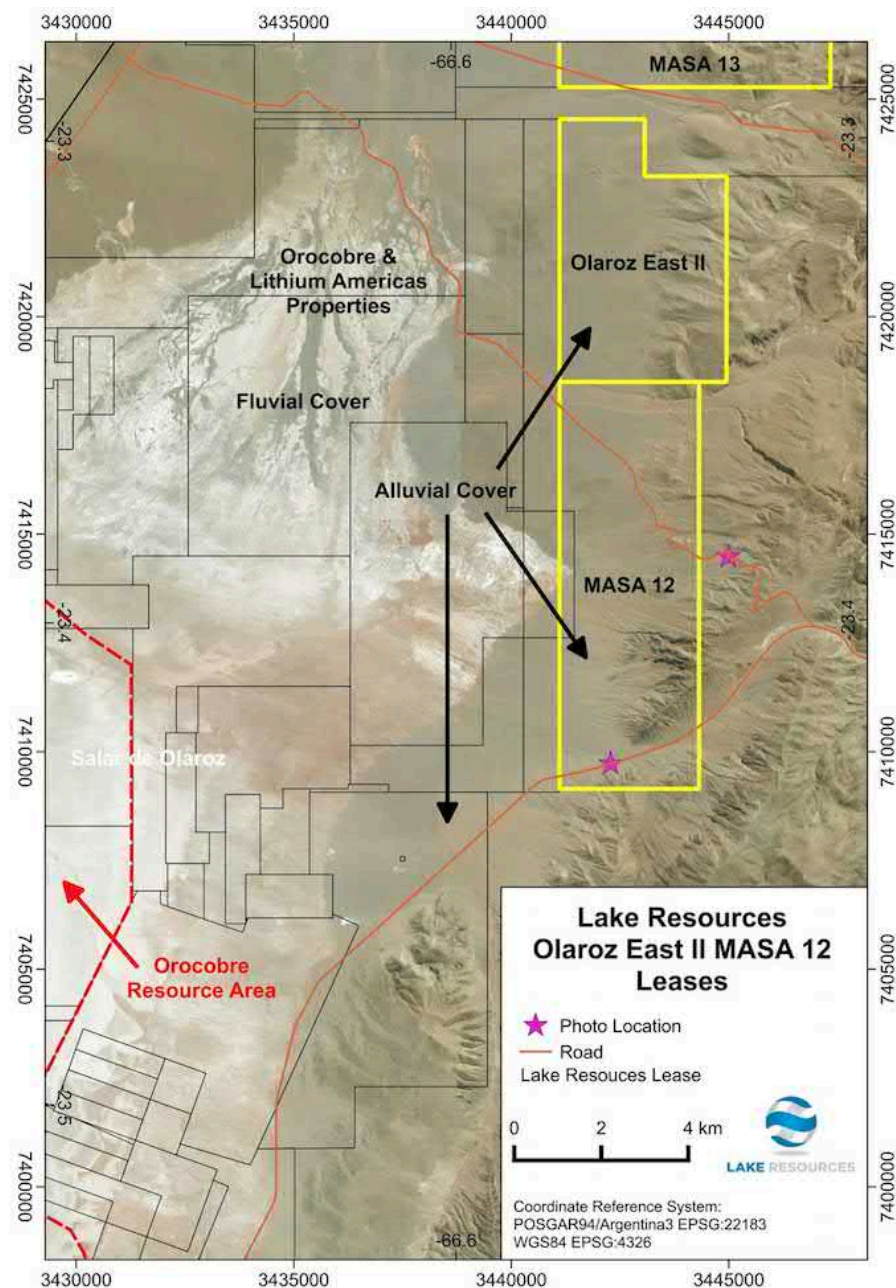 3430000
3435000
3440000
3445000
-66.6
MASA 13
7425000
7425000
-23.3
-23.3
Orocobre &
Lithium Americas
Properties
Olaroz East II
7420000
7420000
Fluvial Cover
Alluvial Cover
7415000
7415000
MASA 12
-23.4
-23.4
7410000
7410000
Salar de Olaroz
Orocobre
Resource Area
7405000
7405000
-23.5
7400000
7400000
-66.6
Lake Resources
Olaroz East II MASA 12
Leases
Photo Location
Road
Lake Resouces Lease
0 2 4 km
LAKE RESOURCES
Coordinate Reference System:
POSGAR94/Argentina3 EPSG:22183
WGS84 EPSG:4326
3430000
3435000
3440000
3445000